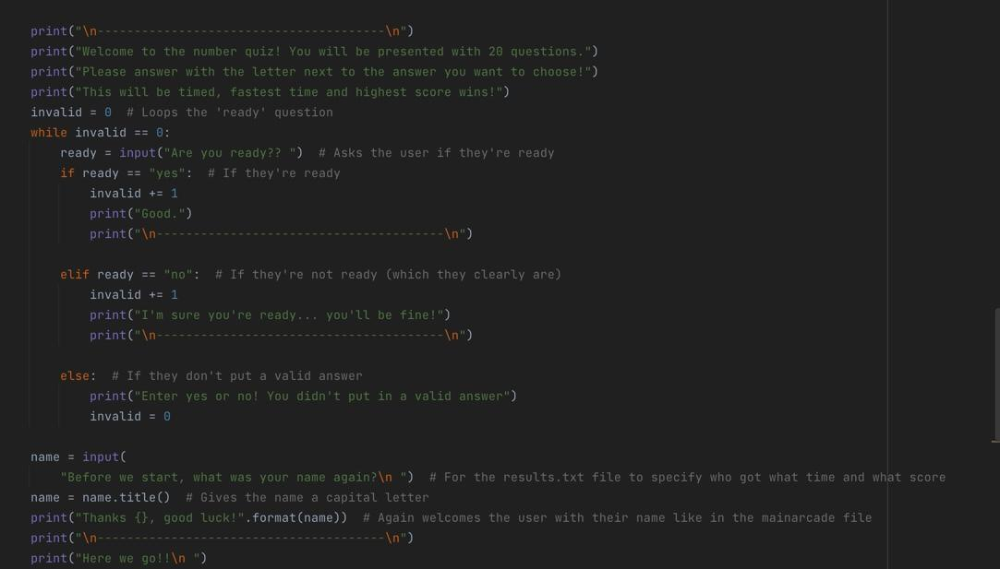 print("\n---------------------------------------\n")
print("Welcome to the number quiz! You will be presented with 20 questions.")
print("Please answer with the letter next to the answer you want to choose!")
print("This will be timed, fastest time and highest score wins!")
invalid = 0  # Loops the 'ready' question
while invalid == 0:
    ready = input("Are you ready?? ")  # Asks the user if they're ready
    if ready == "yes":  # If they're ready
        invalid += 1
        print("Good.")
        print("\n---------------------------------------\n")
    elif ready == "no":  # If they're not ready (which they clearly are)
        invalid += 1
        print("I'm sure you're ready... you'll be fine!")
        print("\n---------------------------------------\n")
    else:  # If they don't put a valid answer
        print("Enter yes or no! You didn't put in a valid answer")
        invalid = 0
name = input(
    "Before we start, what was your name again?\n ")  # For the results.txt file to specify who got what time and what score
name = name.title()  # Gives the name a capital letter
print("Thanks {}, good luck!".format(name))  # Again welcomes the user with their name like in the mainarcade file
print("\n---------------------------------------\n")
print("Here we go!!\n ")